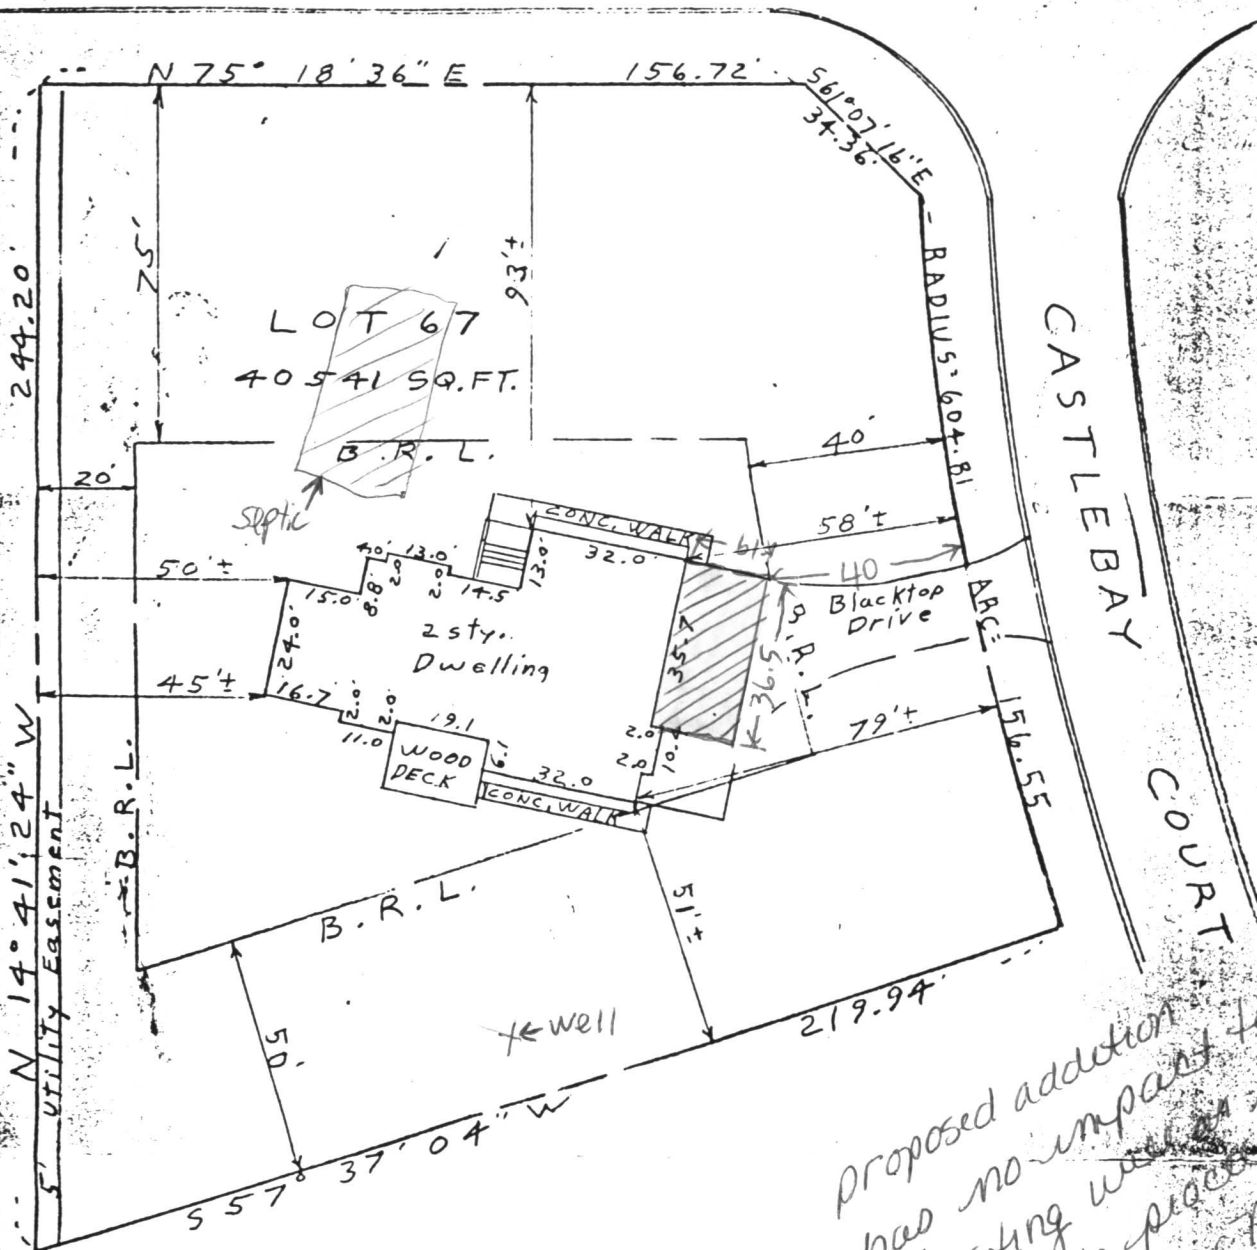 N 75° 18' 36" E 156.72'
S61°07'16"E
34.36'
RADIUS=604.81
ARC=
156.55
CASTLEBAY
COURT
244.20'
N 14° 41' 24" W
5' Utility Easement
75'
93'±
LOT 67
40541 SQ.FT.
B.R.L.
40'
20'
septic
CONC. WALK
58'±
61±
40
50'±
4.0'
13.0'
2.0
2.0
15.0
8.8'
14.5
13.0'
32.0
Blacktop
Drive
B.R.L.
2 sty.
Dwelling
24.0'
35.7
36.5
45'±
16.7
2.0
2.0
11.0
19.1
6.1
WOOD
DECK
32.0
CONC. WALK
2.0
2.0
79'±
B.R.L.
B.R.L.
51'±
50'
x← well
219.94'
S 57° 37' 04" W
proposed addition
has no impact